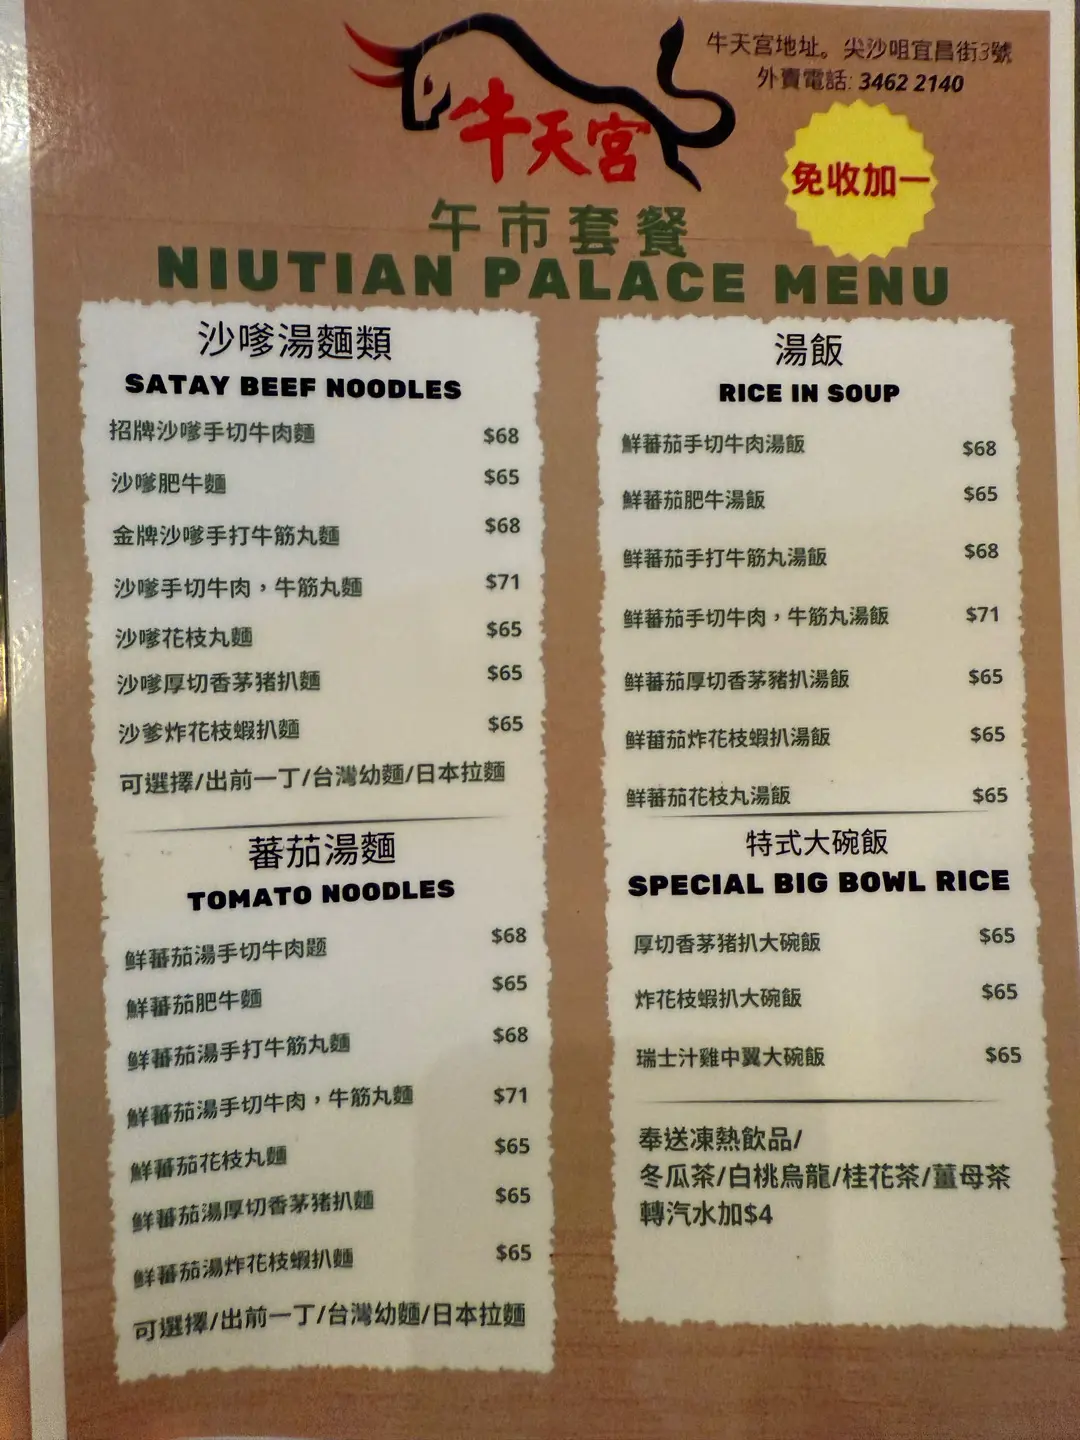 牛天宮地址。尖沙咀宜昌街3號
外賣電話: 3462 2140
牛天宮
免收加一
午市套餐
NIUTIAN PALACE MENU
沙嗲湯麵類
SATAY BEEF NOODLES
招牌沙嗲手切牛肉麵 $68
沙嗲肥牛麵 $65
金牌沙嗲手打牛筋丸麵 $68
沙嗲手切牛肉，牛筋丸麵 $71
沙嗲花枝丸麵 $65
沙嗲厚切香茅豬扒麵 $65
沙爹炸花枝蝦扒麵 $65
可選擇/出前一丁/台灣幼麵/日本拉麵
蕃茄湯麵
TOMATO NOODLES
鮮蕃茄湯手切牛肉題 $68
鮮蕃茄肥牛麵 $65
鮮蕃茄湯手打牛筋丸麵 $68
鮮蕃茄湯手切牛肉，牛筋丸麵 $71
鮮蕃茄花枝丸麵 $65
鮮蕃茄湯厚切香茅猪扒麵 $65
鮮蕃茄湯炸花枝蝦扒麵 $65
可選擇/出前一丁/台灣幼麵/日本拉麵
湯飯
RICE IN SOUP
鮮蕃茄手切牛肉湯飯 $68
鮮蕃茄肥牛湯飯 $65
鮮蕃茄手打牛筋丸湯飯 $68
鮮蕃茄手切牛肉，牛筋丸湯飯 $71
鮮蕃茄厚切香茅豬扒湯飯 $65
鮮蕃茄炸花枝蝦扒湯飯 $65
鮮蕃茄花枝丸湯飯 $65
特式大碗飯
SPECIAL BIG BOWL RICE
厚切香茅猪扒大碗飯 $65
炸花枝蝦扒大碗飯 $65
瑞士汁雞中翼大碗飯 $65
奉送凍熱飲品/
冬瓜茶/白桃烏龍/桂花茶/薑母茶
轉汽水加$4